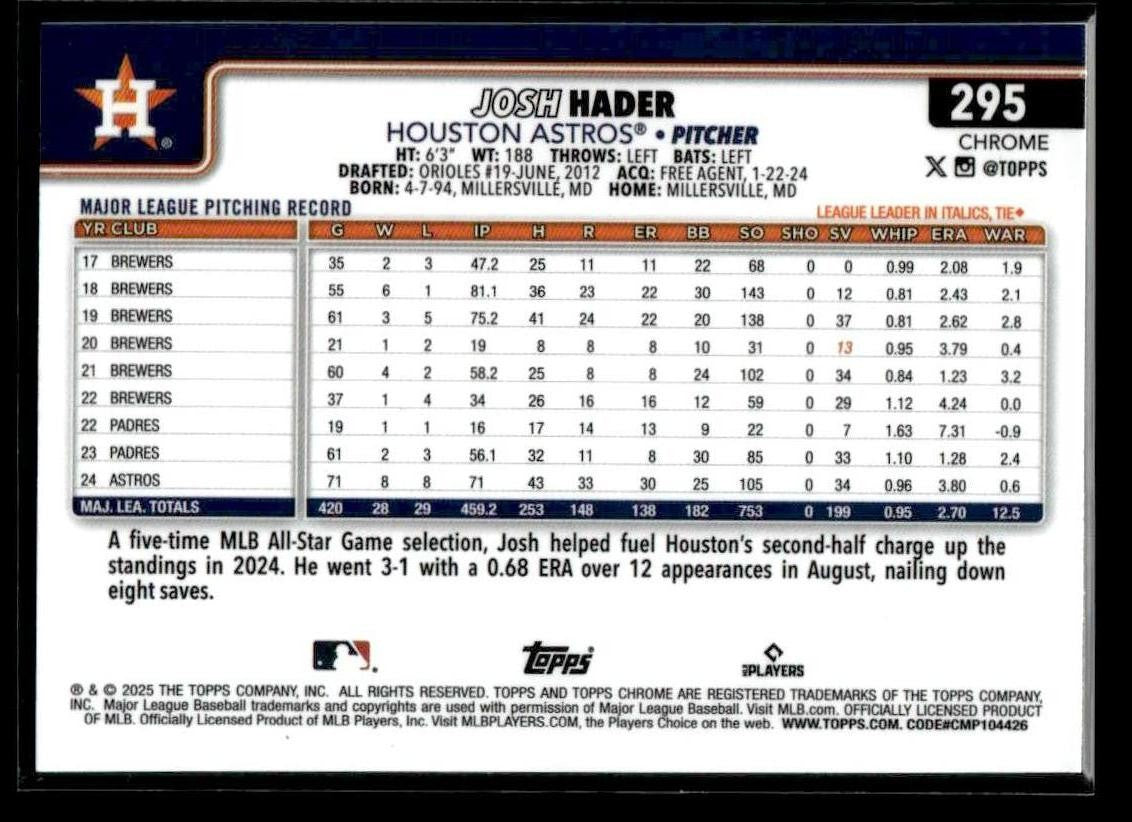 H
295
JOSH HADER
CHROME
HOUSTON ASTROS® • PITCHER
HT: 6'3" WT: 188 THROWS: LEFT BATS: LEFT
@TOPPS
DRAFTED: ORIOLES #19-JUNE, 2012 ACQ: FREE AGENT, 1-22-24
BORN: 4-7-94, MILLERSVILLE, MD HOME: MILLERSVILLE, MD
MAJOR LEAGUE PITCHING RECORD
LEAGUE LEADER IN ITALICS, TIE◆
YR CLUB G W L IP H R ER BB SO SHO SV WHIP ERA WAR
17 BREWERS 35 2 3 47.2 25 11 11 22 68 0 0 0.99 2.08 1.9
18 BREWERS 55 6 1 81.1 36 23 22 30 143 0 12 0.81 2.43 2.1
19 BREWERS 61 3 5 75.2 41 24 22 20 138 0 37 0.81 2.62 2.8
20 BREWERS 21 1 2 19 8 8 8 10 31 0 13 0.95 3.79 0.4
21 BREWERS 60 4 2 58.2 25 8 8 24 102 0 34 0.84 1.23 3.2
22 BREWERS 37 1 4 34 26 16 16 12 59 0 29 1.12 4.24 0.0
22 PADRES 19 1 1 16 17 14 13 9 22 0 7 1.63 7.31 -0.9
23 PADRES 61 2 3 56.1 32 11 8 30 85 0 33 1.10 1.28 2.4
24 ASTROS 71 8 8 71 43 33 30 25 105 0 34 0.96 3.80 0.6
MAJ. LEA. TOTALS 420 28 29 459.2 253 148 138 182 753 0 199 0.95 2.70 12.5
A five-time MLB All-Star Game selection, Josh helped fuel Houston's second-half charge up the
standings in 2024. He went 3-1 with a 0.68 ERA over 12 appearances in August, nailing down
eight saves.
Topps
MLB PLAYERS
® & © 2025 THE TOPPS COMPANY, INC. ALL RIGHTS RESERVED. TOPPS AND TOPPS CHROME ARE REGISTERED TRADEMARKS OF THE TOPPS COMPANY,
INC. Major League Baseball trademarks and copyrights are used with permission of Major League Baseball. Visit MLB.com. OFFICIALLY LICENSED PRODUCT
OF MLB. Officially Licensed Product of MLB Players, Inc. Visit MLBPLAYERS.COM, the Players Choice on the web. WWW.TOPPS.COM. CODE#CMP104426